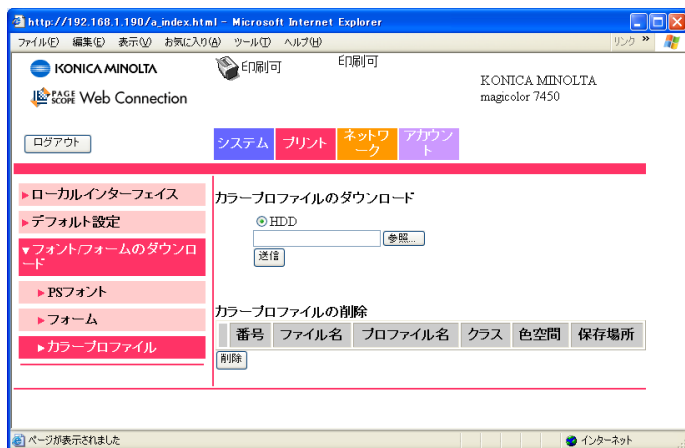 http://192.168.1.190/a_index.html - Microsoft Internet Explorer
ファイル(F) 編集(E) 表示(V) お気に入り(A) ツール(T) ヘルプ(H) リンク »
KONICA MINOLTA
印刷可
印刷可
KONICA MINOLTA
magicolor 7450
PAGE SCOPE Web Connection
ログアウト
システム
プリント
ネットワ
ーク
アカウン
ト
ローカルインターフェイス
デフォルト設定
フォント/フォームのダウンロ
ード
PSフォント
フォーム
カラープロファイル
カラープロファイルのダウンロード
HDD
参照...
送信
カラープロファイルの削除
番号 ファイル名 プロファイル名 クラス 色空間 保存場所
削除
ページが表示されました インターネット